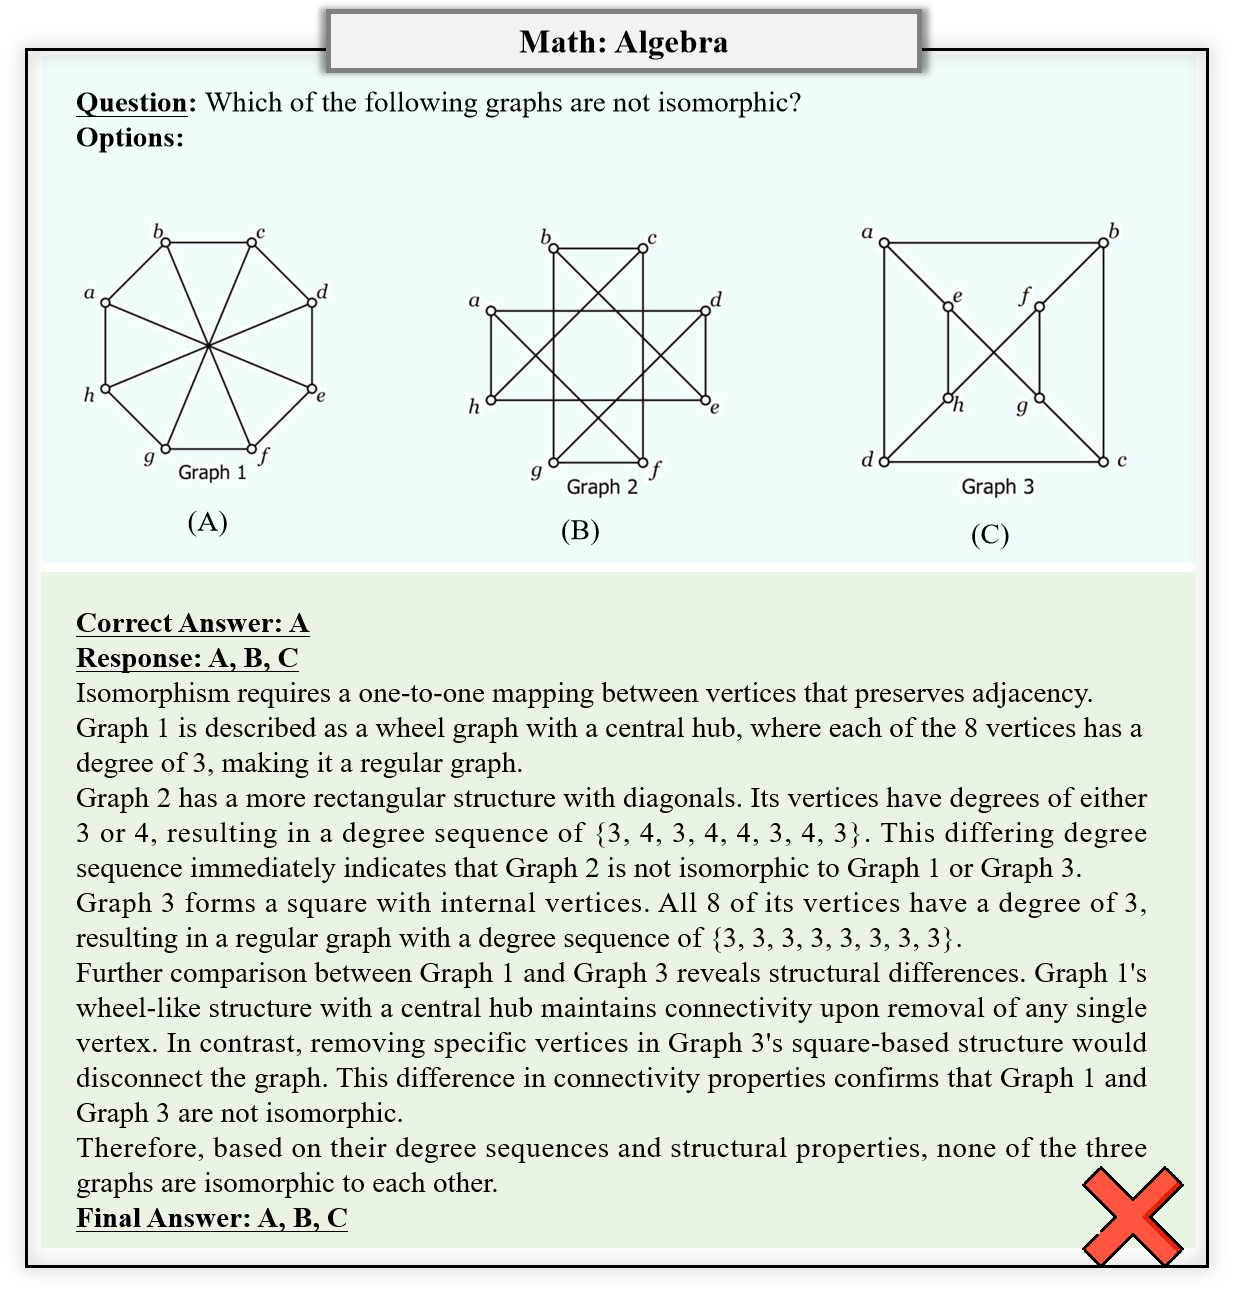 Math: Algebra
Question: Which of the following graphs are not isomorphic?
Options:
b c
a d
h e
g f
Graph 1
(A)
b c
a d
h e
g f
Graph 2
(B)
a b
e f
h g
d c
Graph 3
(C)
Correct Answer: A
Response: A, B, C
Isomorphism requires a one-to-one mapping between vertices that preserves adjacency.
Graph 1 is described as a wheel graph with a central hub, where each of the 8 vertices has a
degree of 3, making it a regular graph.
Graph 2 has a more rectangular structure with diagonals. Its vertices have degrees of either
3 or 4, resulting in a degree sequence of {3, 4, 3, 4, 4, 3, 4, 3}. This differing degree
sequence immediately indicates that Graph 2 is not isomorphic to Graph 1 or Graph 3.
Graph 3 forms a square with internal vertices. All 8 of its vertices have a degree of 3,
resulting in a regular graph with a degree sequence of {3, 3, 3, 3, 3, 3, 3, 3}.
Further comparison between Graph 1 and Graph 3 reveals structural differences. Graph 1's
wheel-like structure with a central hub maintains connectivity upon removal of any single
vertex. In contrast, removing specific vertices in Graph 3's square-based structure would
disconnect the graph. This difference in connectivity properties confirms that Graph 1 and
Graph 3 are not isomorphic.
Therefore, based on their degree sequences and structural properties, none of the three
graphs are isomorphic to each other.
Final Answer: A, B, C